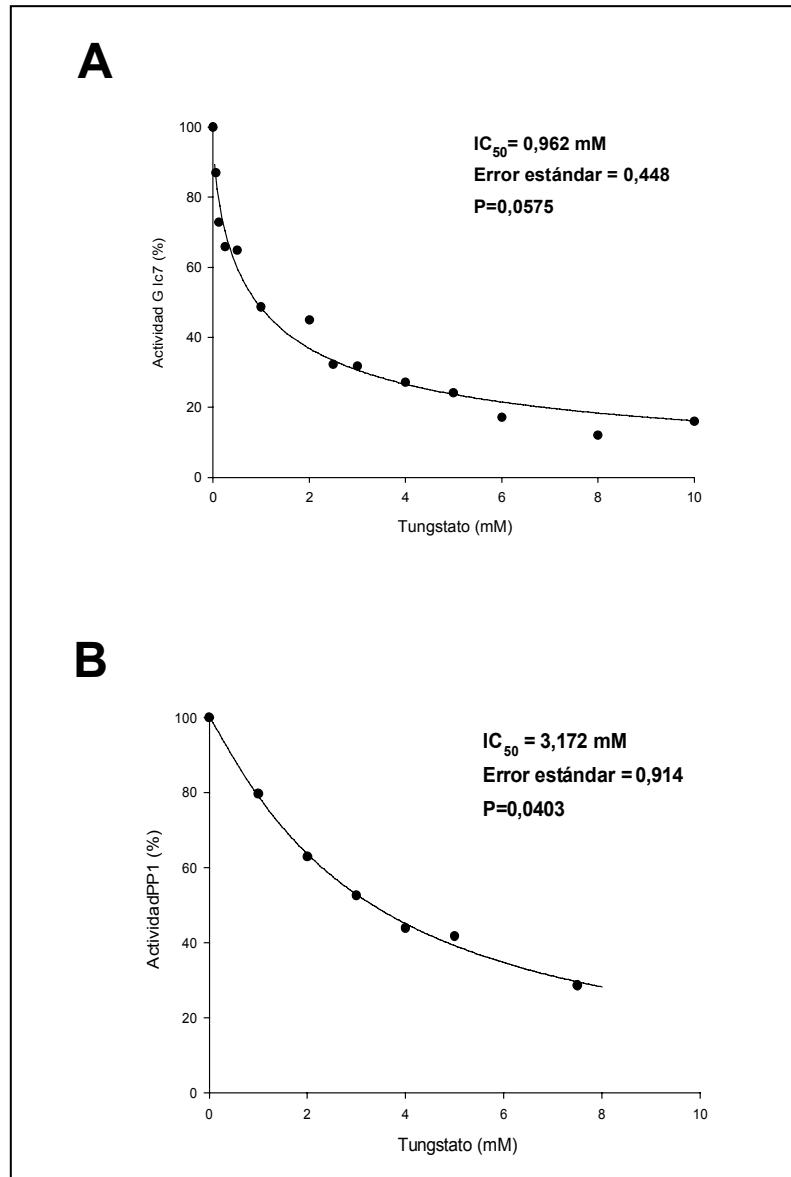 A
IC50= 0,962 mM
Error estándar = 0,448
P=0,0575
Actividad G lc7 (%)
100
80
60
40
20
0
0 2 4 6 8 10
Tungstato (mM)
B
IC50 = 3,172 mM
Error estándar = 0,914
P=0,0403
ActividadPP1 (%)
100
80
60
40
20
0
0 2 4 6 8 10
Tungstato (mM)